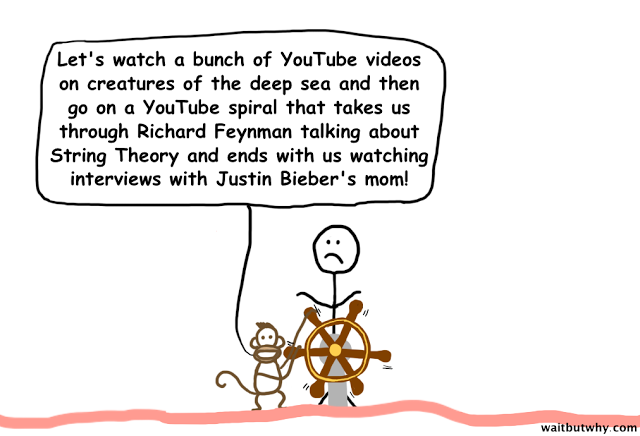 Let's watch a bunch of YouTube videos
on creatures of the deep sea and then
go on a YouTube spiral that takes us
through Richard Feynman talking about
String Theory and ends with us watching
interviews with Justin Bieber's mom!
waitbutwhy.com